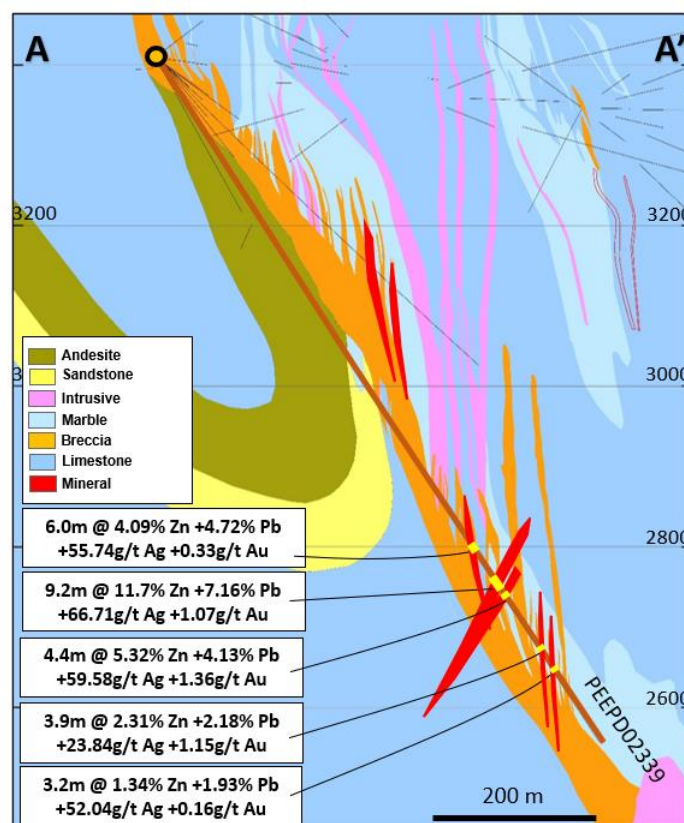 A
A'
3200
3200
3000
2800
2600
Andesite
Sandstone
Intrusive
Marble
Breccia
Limestone
Mineral
6.0m @ 4.09% Zn +4.72% Pb
+55.74g/t Ag +0.33g/t Au
9.2m @ 11.7% Zn +7.16% Pb
+66.71g/t Ag +1.07g/t Au
4.4m @ 5.32% Zn +4.13% Pb
+59.58g/t Ag +1.36g/t Au
3.9m @ 2.31% Zn +2.18% Pb
+23.84g/t Ag +1.15g/t Au
3.2m @ 1.34% Zn +1.93% Pb
+52.04g/t Ag +0.16g/t Au
PEEPD02339
200 m